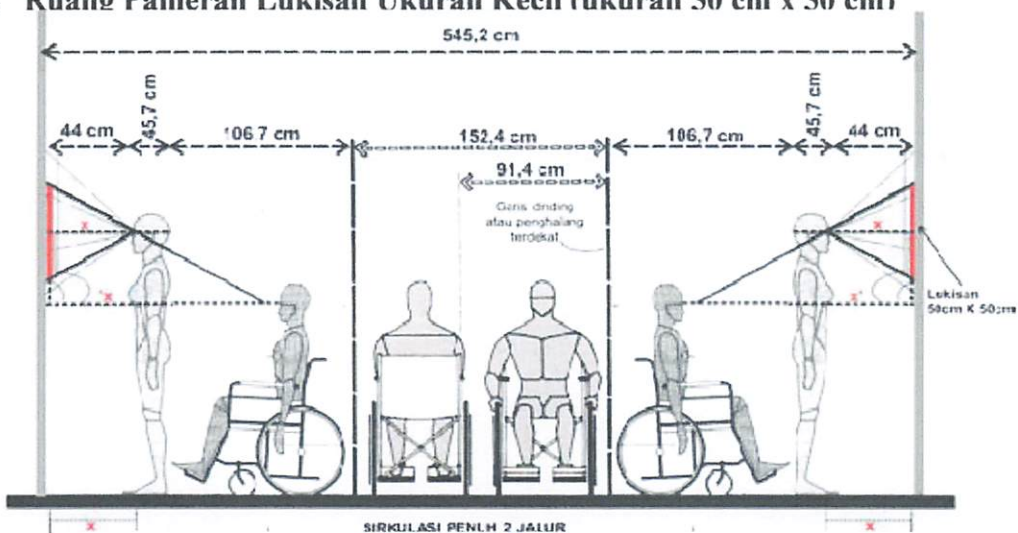 Ruang Pameran Lukisan Ukuran Kecil (ukuran 50 cm x 50 cm)
545,2 cm
44 cm
45,7 cm
106,7 cm
152,4 cm
106,7 cm
45,7 cm
44 cm
91,4 cm
Garis dinding
atau penghalang
terdekat
x
x
x
x'
Lukisan
50cm X 50cm
x
x
SIRKULASI PENUH 2 JALUR